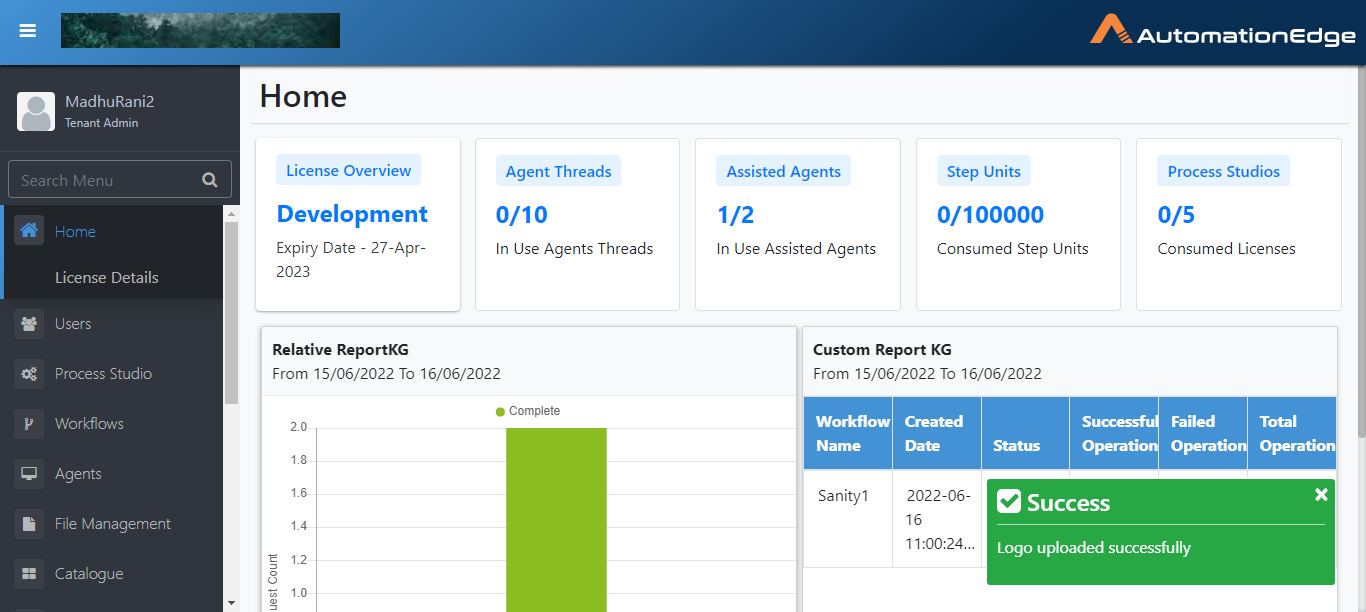 AutomationEdge
MadhuRani2
Tenant Admin
Search Menu
Home
License Details
Users
Process Studio
Workflows
Agents
File Management
Catalogue
Home
License Overview
Development
Expiry Date - 27-Apr-
2023
Agent Threads
0/10
In Use Agents Threads
Assisted Agents
1/2
In Use Assisted Agents
Step Units
0/100000
Consumed Step Units
Process Studios
0/5
Consumed Licenses
Relative ReportKG
From 15/06/2022 To 16/06/2022
Complete
2.0
1.8
1.6
1.4
1.2
1.0
uest Count
Custom Report KG
From 15/06/2022 To 16/06/2022
Workflow
Name
Created
Date
Status
Successful
Operation
Failed
Operation
Total
Operation
Sanity1
2022-06-
16
11:00:24...
Success
Logo uploaded successfully